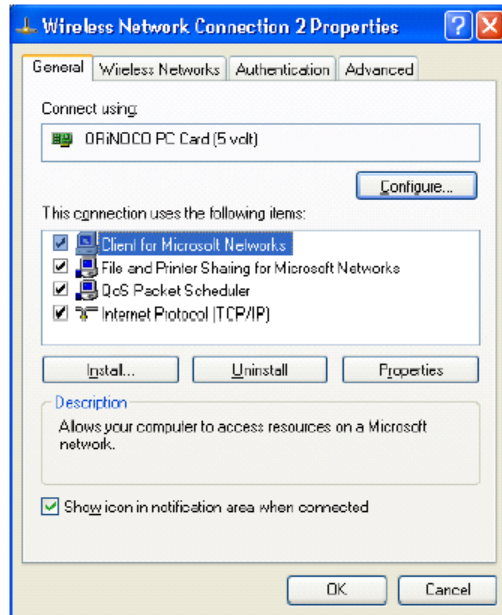 Wireless Network Connection 2 Properties
General Wireless Networks Authentication Advanced
Connect using:
ORiNOCO PC Card (5 volt)
Configure...
This connection uses the following items:
Client for Microsoft Networks
File and Printer Sharing for Microsoft Networks
QoS Packet Scheduler
Internet Protocol (TCP/IP)
Install... Uninstall Properties
Description
Allows your computer to access resources on a Microsoft
network.
Show icon in notification area when connected
OK Cancel